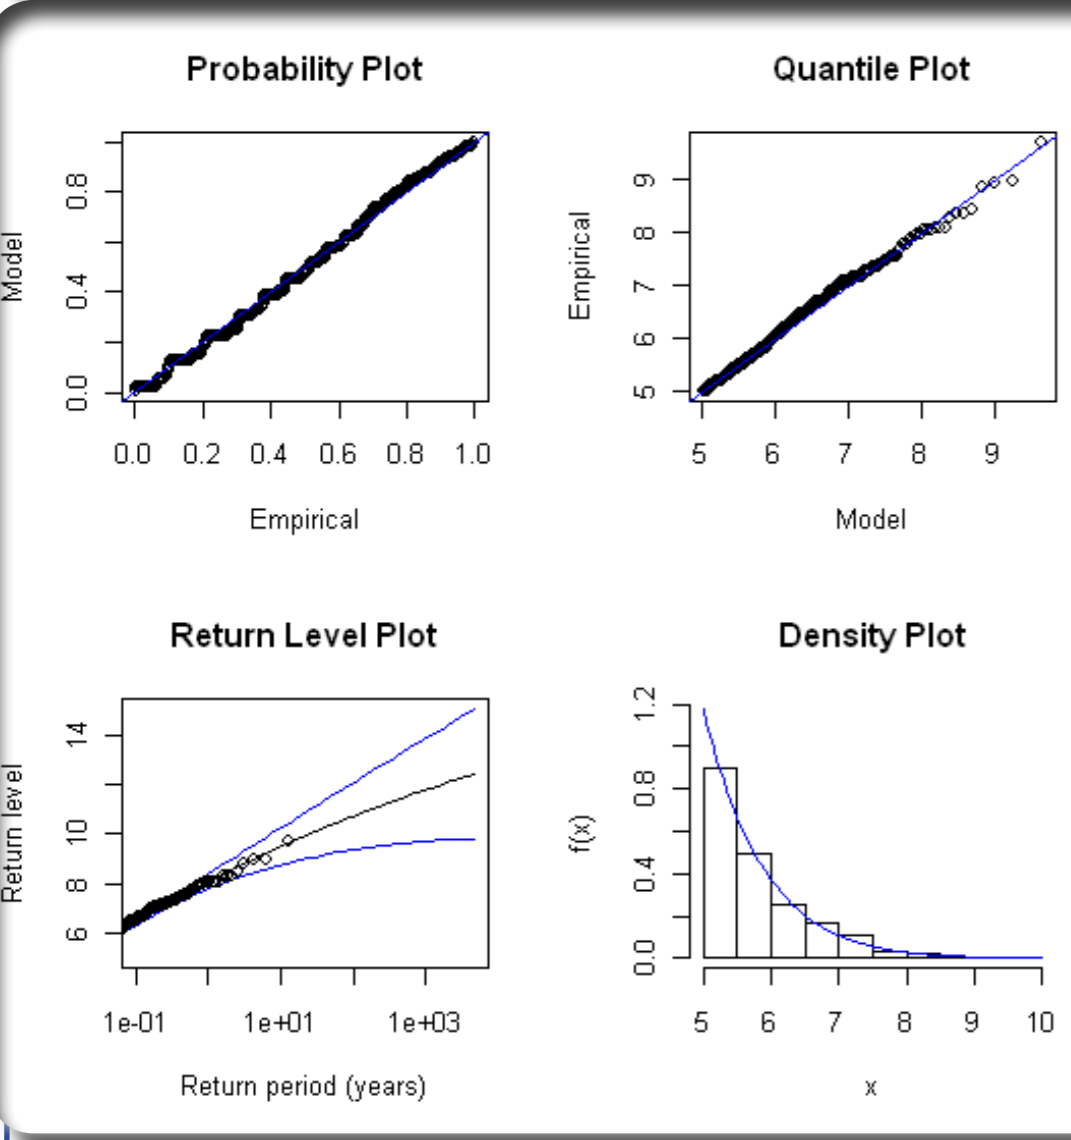 Probability Plot
Model
0.0 0.4 0.8
0.0 0.2 0.4 0.6 0.8 1.0
Empirical
Quantile Plot
Empirical
5 6 7 8 9
5 6 7 8 9
Model
Return Level Plot
Return level
6 8 10 14
1e-01 1e+01 1e+03
Return period (years)
Density Plot
f(x)
0.0 0.4 0.8 1.2
5 6 7 8 9 10
x